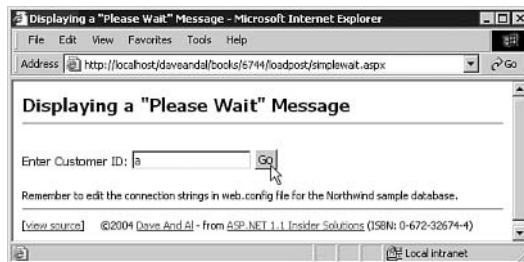 Displaying a "Please Wait" Message - Microsoft Internet Explorer
File Edit View Favorites Tools Help
Address http://localhost/daveandal/books/6744/loadpost/simplewait.aspx Go
Displaying a "Please Wait" Message
Enter Customer ID: a Go
Remember to edit the connection strings in web.config file for the Northwind sample database.
[view source] ©2004 Dave And Al - from ASP.NET 1.1 Insider Solutions (ISBN: 0-672-32674-4)
Local intranet